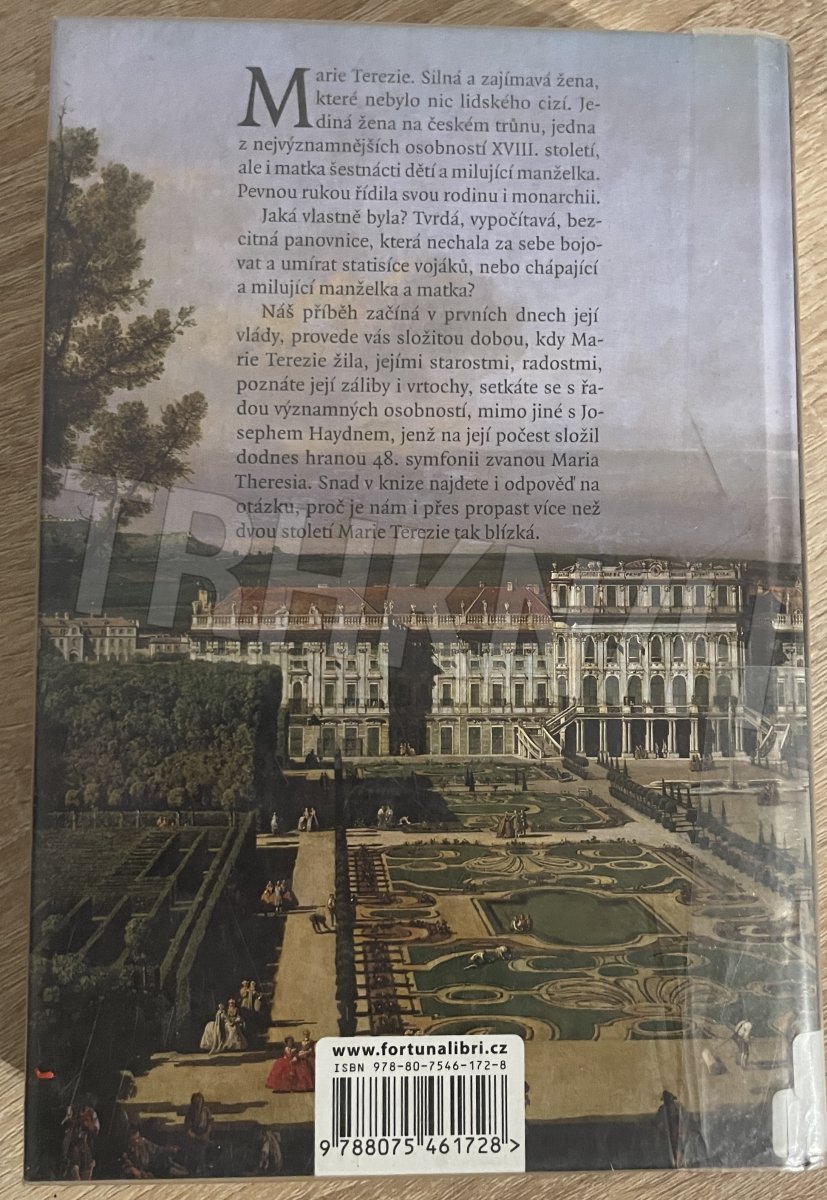 Marie Terezie. Silná a zajímavá žena,
které nebylo nic lidského cizí. Je-
diná žena na českém trůnu, jedna
z nejvýznamnějších osobností XVIII. století,
ale i matka šestnácti dětí a milující manželka.
Pevnou rukou řídila svou rodinu i monarchii.
Jaká vlastně byla? Tvrdá, vypočítavá, bez-
citná panovnice, která nechala za sebe bojo-
vat a umírat statisíce vojáků, nebo chápající
a milující manželka a matka?
Náš příběh začíná v prvních dnech její
vlády, provede vás složitou dobou, kdy Ma-
rie Terezie žila, jejími starostmi, radostmi,
poznáte její záliby i vrtochy, setkáte se s řa-
dou významných osobností, mimo jiné s Jo-
sephem Haydnem, jenž na její počest složil
dodnes hranou 48. symfonii zvanou Maria
Theresia. Snad v knize najdete i odpověď na
otázku, proč je nám i přes propast více než
dvou století Marie Terezie tak blízká.
www.fortunalibri.cz
ISBN 978-80-7546-172-8
9 788075 461728 >